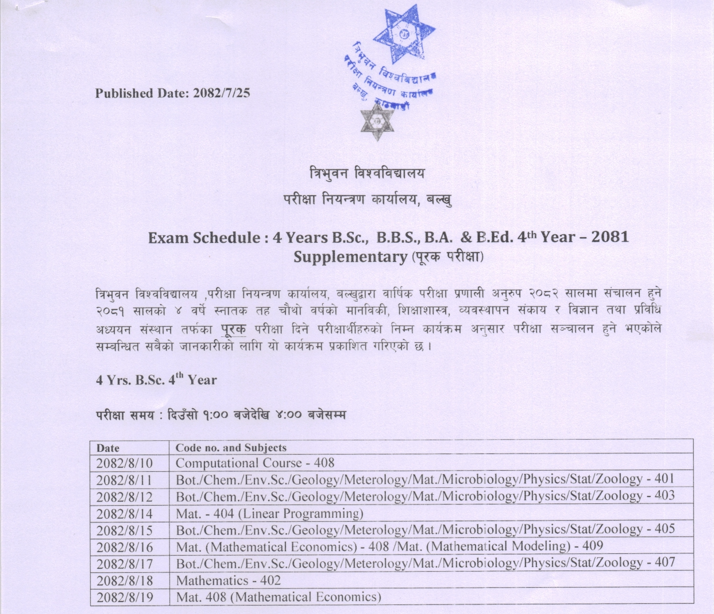 त्रिभुवन विश्वविद्यालय
परीक्षा नियन्त्रण कार्यालय
बल्खु, काठमाडौं
Published Date: 2082/7/25
त्रिभुवन विश्वविद्यालय
परीक्षा नियन्त्रण कार्यालय, बल्खु
Exam Schedule : 4 Years B.Sc., B.B.S., B.A. & B.Ed. 4th Year – 2081
Supplementary (पूरक परीक्षा)
त्रिभुवन विश्वविद्यालय ,परीक्षा नियन्त्रण कार्यालय, बल्खुद्वारा वार्षिक परीक्षा प्रणाली अनुरुप २०८२ सालमा संचालन हुने
२०८१ सालको ४ वर्षे स्नातक तह चौथो वर्षको मानविकी, शिक्षाशास्त्र, व्यवस्थापन संकाय र विज्ञान तथा प्रविधि
अध्ययन संस्थान तर्फका पूरक परीक्षा दिने परीक्षार्थीहरुको निम्न कार्यक्रम अनुसार परीक्षा सञ्चालन हुने भएकोले
सम्बन्धित सबैको जानकारीको लागि यो कार्यक्रम प्रकाशित गरिएको छ ।
4 Yrs. B.Sc. 4th Year
परीक्षा समय : दिउँसो १:०० बजेदेखि ४:०० बजेसम्म
Date Code no. and Subjects
2082/8/10 Computational Course - 408
2082/8/11 Bot./Chem./Env.Sc./Geology/Meterology/Mat./Microbiology/Physics/Stat/Zoology - 401
2082/8/12 Bot./Chem./Env.Sc./Geology/Meterology/Mat./Microbiology/Physics/Stat/Zoology - 403
2082/8/14 Mat. - 404 (Linear Programming)
2082/8/15 Bot./Chem./Env.Sc./Geology/Meterology/Mat./Microbiology/Physics/Stat/Zoology - 405
2082/8/16 Mat. (Mathematical Economics) - 408 /Mat. (Mathematical Modeling) - 409
2082/8/17 Bot./Chem./Env.Sc./Geology/Meterology/Mat./Microbiology/Physics/Stat/Zoology - 407
2082/8/18 Mathematics - 402
2082/8/19 Mat. 408 (Mathematical Economics)